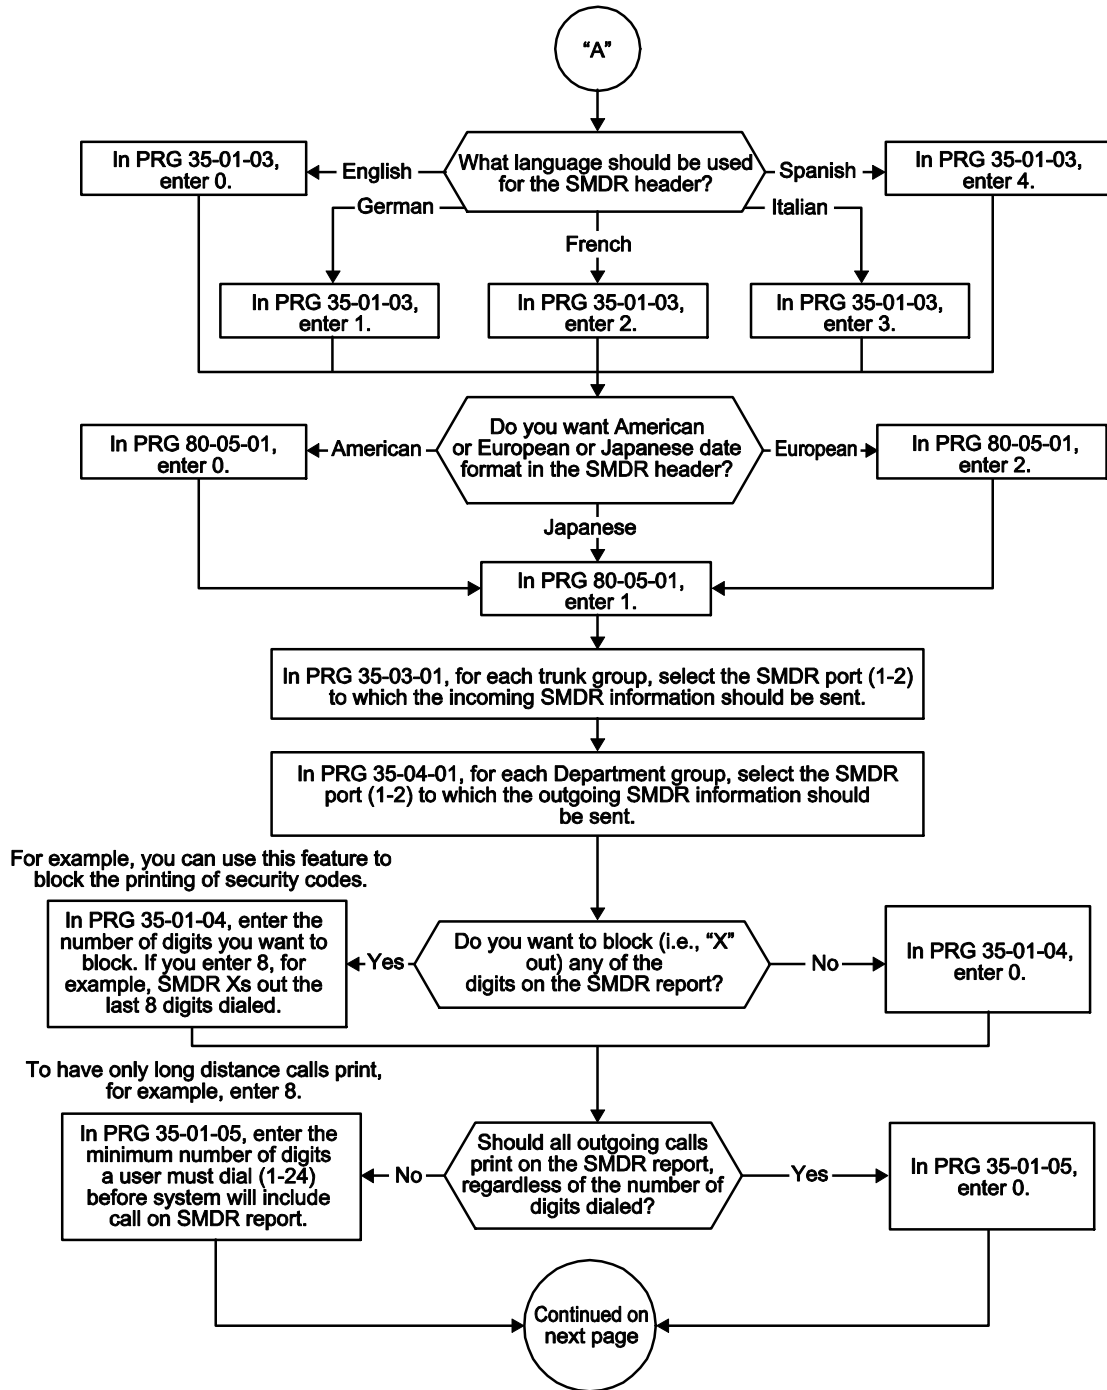 “A”
What language should be used
for the SMDR header?
English
In PRG 35-01-03,
enter 0.
Spanish
In PRG 35-01-03,
enter 4.
German
In PRG 35-01-03,
enter 1.
French
In PRG 35-01-03,
enter 2.
Italian
In PRG 35-01-03,
enter 3.
Do you want American
or European or Japanese date
format in the SMDR header?
American
In PRG 80-05-01,
enter 0.
European
In PRG 80-05-01,
enter 2.
Japanese
In PRG 80-05-01,
enter 1.
In PRG 35-03-01, for each trunk group, select the SMDR port (1-2)
to which the incoming SMDR information should be sent.
In PRG 35-04-01, for each Department group, select the SMDR
port (1-2) to which the outgoing SMDR information should
be sent.
For example, you can use this feature to
block the printing of security codes.
In PRG 35-01-04, enter the
number of digits you want to
block. If you enter 8, for
example, SMDR Xs out the
last 8 digits dialed.
Yes
Do you want to block (i.e., “X”
out) any of the
digits on the SMDR report?
No
In PRG 35-01-04,
enter 0.
To have only long distance calls print,
for example, enter 8.
In PRG 35-01-05, enter the
minimum number of digits
a user must dial (1-24)
before system will include
call on SMDR report.
No
Should all outgoing calls
print on the SMDR report,
regardless of the number of
digits dialed?
Yes
In PRG 35-01-05,
enter 0.
Continued on
next page